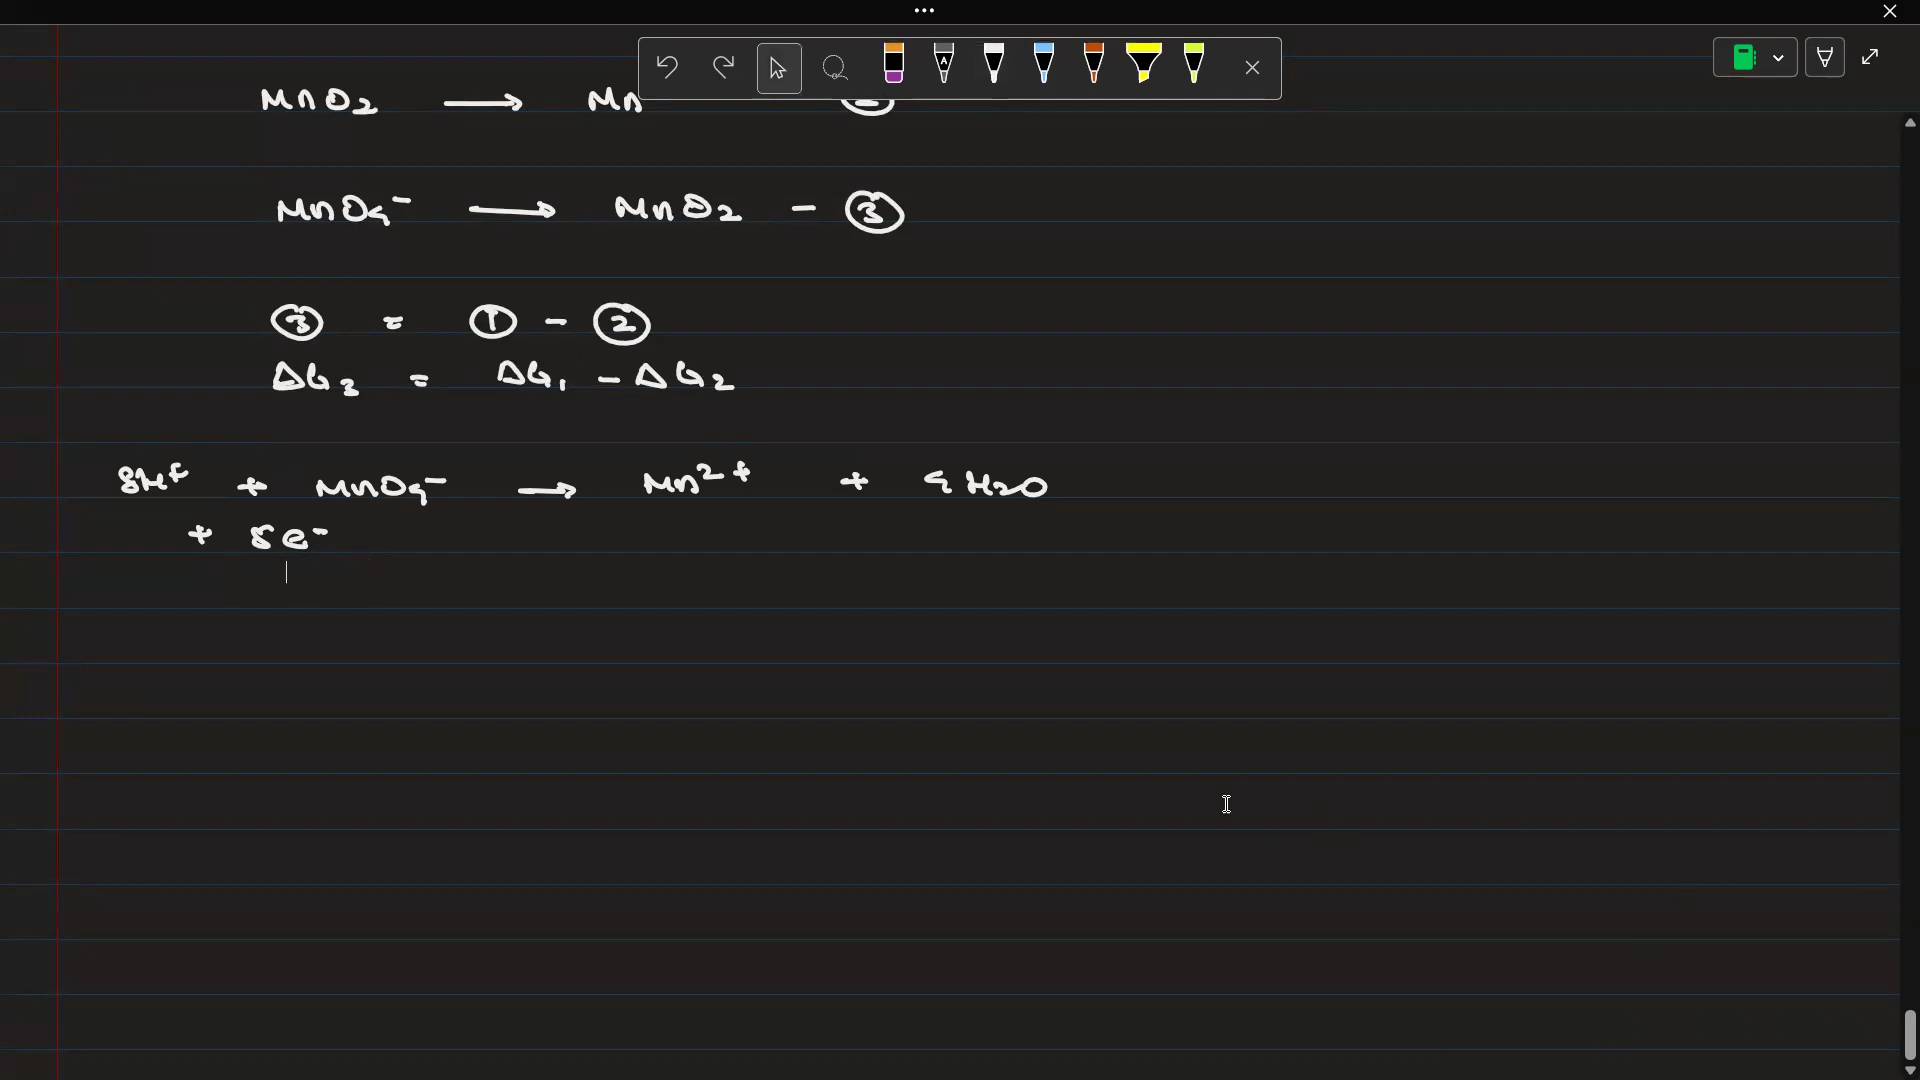 MnO₂ ⟶ Mn
MnO₄⁻ ⟶ MnO₂ - ③
③ = ① - ②
ΔG₃ = ΔG₁ - ΔG₂
8H⁺ + MnO₄⁻ ⟶ Mn²⁺ + 4H₂O
+ 5e⁻